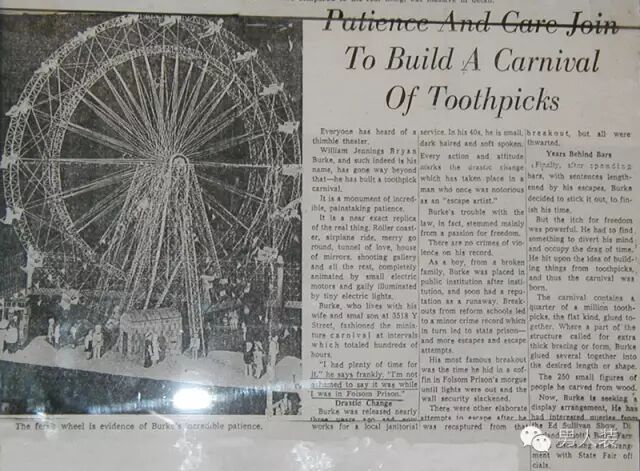 Patience And Care Join
To Build A Carnival
Of Toothpicks
Everyone has heard of a
thimble theater.
William Jennings Bryan
Burke, and such indeed is his
name, has gone way beyond
that—he has built a toothpick
carnival.
It is a monument of incred-
ible, painstaking patience.
It is a near exact replica
of the real thing. Roller coast-
er, airplane ride, merry go
round, tunnel of love, house
of mirrors, shooting gallery
and all the rest, completely
animated by small electric
motors and gaily illuminated
by tiny electric lights.
Burke, who lives with his
wife and smal son at 3518 Y
Street, fashioned the minia-
ture carnival at intervals
which totaled hundreds of
hours.
"I had plenty of time for
it," he says frankly. "I'm not
ashamed to say it was while
I was in Folsom Prison."
Drastic Change
Burke was released nearly
three years ago and now
works for a local janitorial
service. In his 40s, he is small,
dark haired and soft spoken.
Every action and attitude
marks the drastic change
which has taken place in a
man who once was notorious
as an "escape artist."
Burke's trouble with the
law, in fact, stemmed mainly
from a passion for freedom.
There are no crimes of vio-
lence on his record.
As a boy, from a broken
family, Burke was placed in
public institution after insti-
tution, and soon had a repu-
tation as a runaway. Break-
outs from reform schools led
to a minor crime record which
in turn led to state prison—
and more escapes and escape
attempts.
His most famous breakout
was the time he hid in a cof-
fin in Folsom Prison's morgue
until lights were out and the
wall security slackened.
There were other elaborate
attempts to escape after he
was recaptured from that
breakout, but all were
thwarted.
Years Behind Bars
Finally, after spending
bars, with sentences length-
ened by his escapes, Burke
decided to stick it out, to fin-
ish his time.
But the itch for freedom
was powerful. He had to find
something to divert his mind
and occupy the drag of time.
He hit upon the idea of build-
ing things from toothpicks,
and thus the carnival was
born.
The carnival contains a
quarter of a million tooth-
picks, the flat kind, glued to-
gether. Where a part of the
structure called for extra
thick bracing or form, Burke
glued several together into
the desired length or shape.
The 250 small figures of
people he carved from wood.
Now, Burke is seeking a
display arrangement. He has
had interested queries from
the Ed Sullivan Show, Di
ment with State Fair offi
cials.
The ferris wheel is evidence of Burke's incredible patience.